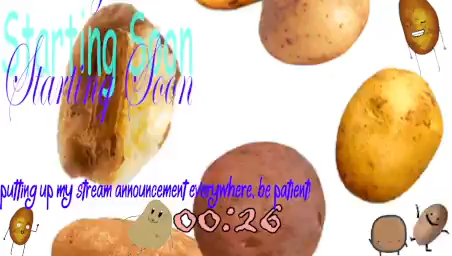 Starting Soon
Starting Soon
putting up my stream announcement everywhere, be patient!
00:26